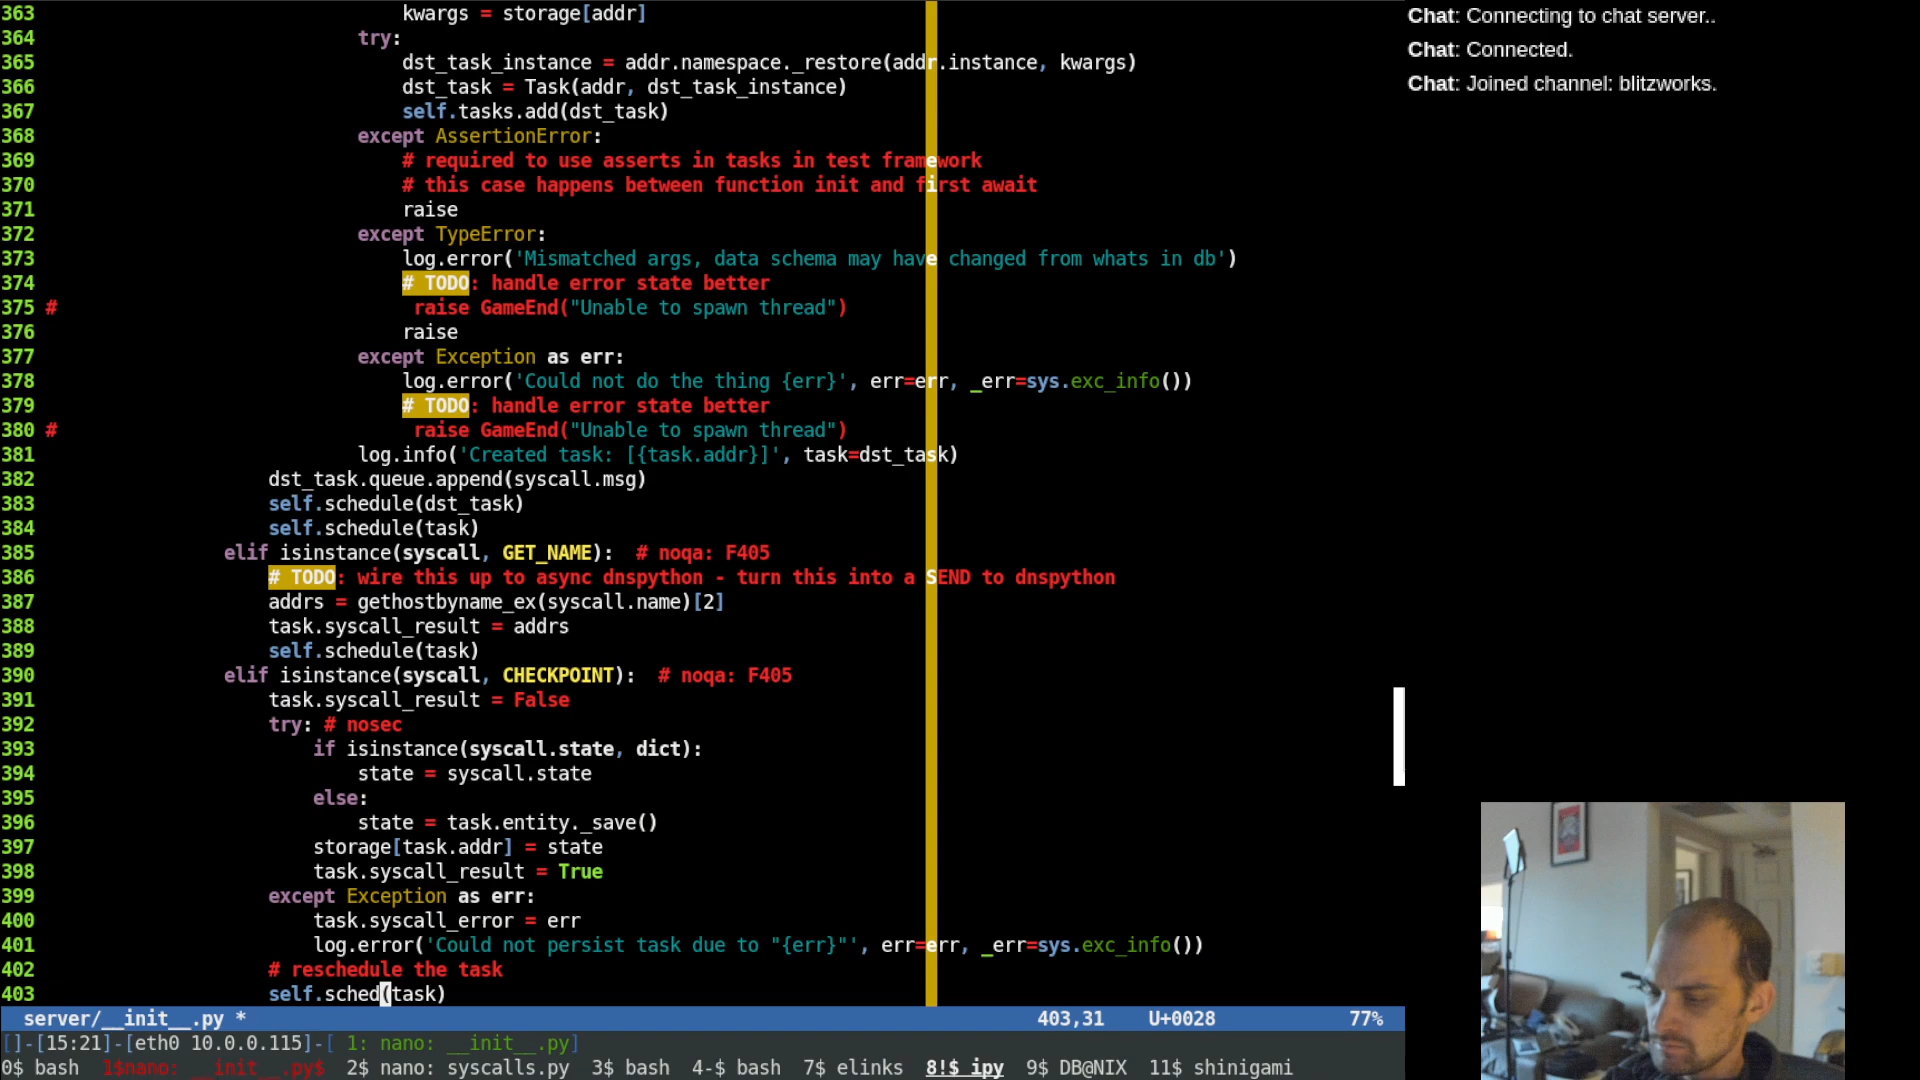 363                                 kwargs = storage[addr]
364                             try:
365                                 dst_task_instance = addr.namespace._restore(addr.instance, kwargs)
366                                 dst_task = Task(addr, dst_task_instance)
367                                 self.tasks.add(dst_task)
368                             except AssertionError:
369                                 # required to use asserts in tasks in test framework
370                                 # this case happens between function init and first await
371                                 raise
372                             except TypeError:
373                                 log.error('Mismatched args, data schema may have changed from whats in db')
374                                 # TODO: handle error state better
375 #                                raise GameEnd("Unable to spawn thread")
376                                 raise
377                             except Exception as err:
378                                 log.error('Could not do the thing {err}', err=err, _err=sys.exc_info())
379                                 # TODO: handle error state better
380 #                                raise GameEnd("Unable to spawn thread")
381                             log.info('Created task: [{task.addr}]', task=dst_task)
382                     dst_task.queue.append(syscall.msg)
383                     self.schedule(dst_task)
384                     self.schedule(task)
385                 elif isinstance(syscall, GET_NAME):  # noqa: F405
386                     # TODO: wire this up to async dnspython - turn this into a SEND to dnspython
387                     addrs = gethostbyname_ex(syscall.name)[2]
388                     task.syscall_result = addrs
389                     self.schedule(task)
390                 elif isinstance(syscall, CHECKPOINT):  # noqa: F405
391                     task.syscall_result = False
392                     try: # nosec
393                         if isinstance(syscall.state, dict):
394                             state = syscall.state
395                         else:
396                             state = task.entity._save()
397                         storage[task.addr] = state
398                         task.syscall_result = True
399                     except Exception as err:
400                         task.syscall_error = err
401                         log.error('Could not persist task due to "{err}"', err=err, _err=sys.exc_info())
402                     # reschedule the task
403                     self.sched(task)
server/__init__.py * 403,31 U+0028 77%
[]-[15:21]-[eth0 10.0.0.115]-[ 1: nano: __init__.py]
0$ bash  1$nano: __init__.py$  2$ nano: syscalls.py  3$ bash  4-$ bash  7$ elinks  8!$ ipy  9$ DB@NIX  11$ shinigami
Chat: Connecting to chat server..
Chat: Connected.
Chat: Joined channel: blitzworks.